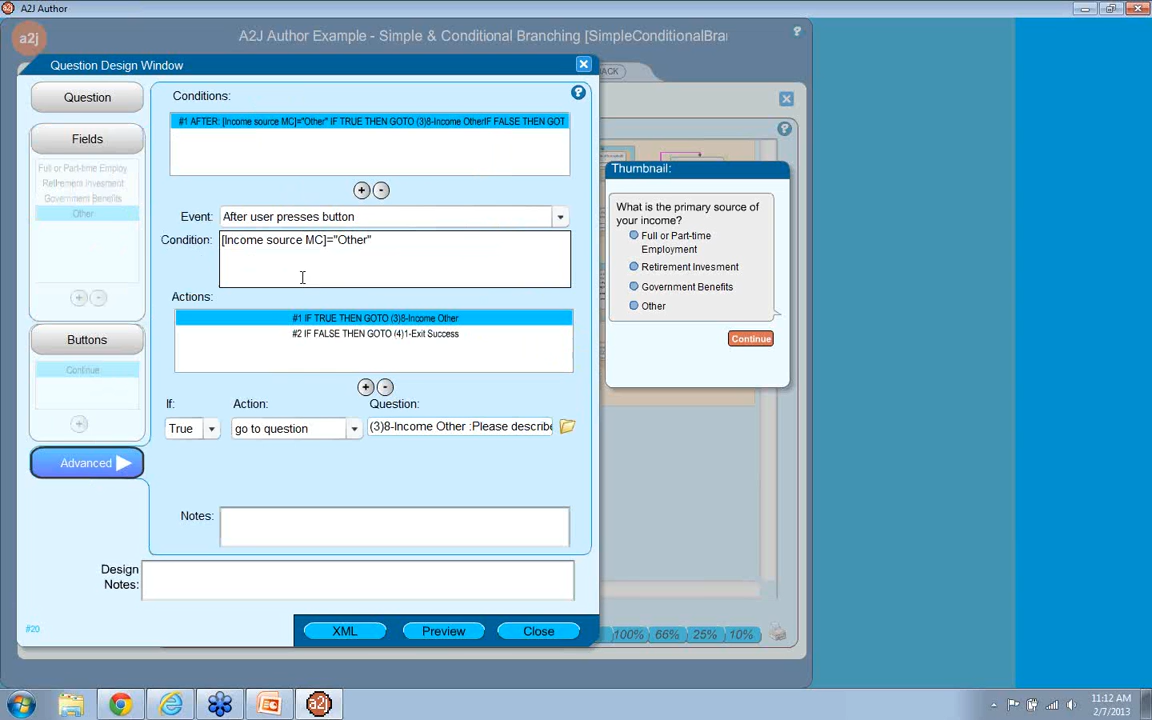 A2J Author
a2j
A2J Author Example - Simple & Conditional Branching [SimpleConditionalBra
?
Question Design Window
ACK
Question
Conditions:
?
#1 AFTER: [Income source MC]="Other" IF TRUE THEN GOTO (3)8-Income OtherIF FALSE THEN GOT
Fields
Full or Part-time Employ
Retirement Invesment
Government Benefits
Other
+ -
Event: After user presses button
Condition: [Income source MC]="Other"
Actions:
#1 IF TRUE THEN GOTO (3)8-Income Other
#2 IF FALSE THEN GOTO (4)1-Exit Success
+ -
+ -
Buttons
Continue
+
If: Action: Question:
True go to question (3)8-Income Other :Please describe
Advanced
Notes:
Design
Notes:
#20
XML Preview Close
?
Thumbnail:
What is the primary source of
your income?
Full or Part-time
Employment
Retirement Invesment
Government Benefits
Other
Continue
100% 66% 25% 10%
a2j
11:12 AM
2/7/2013